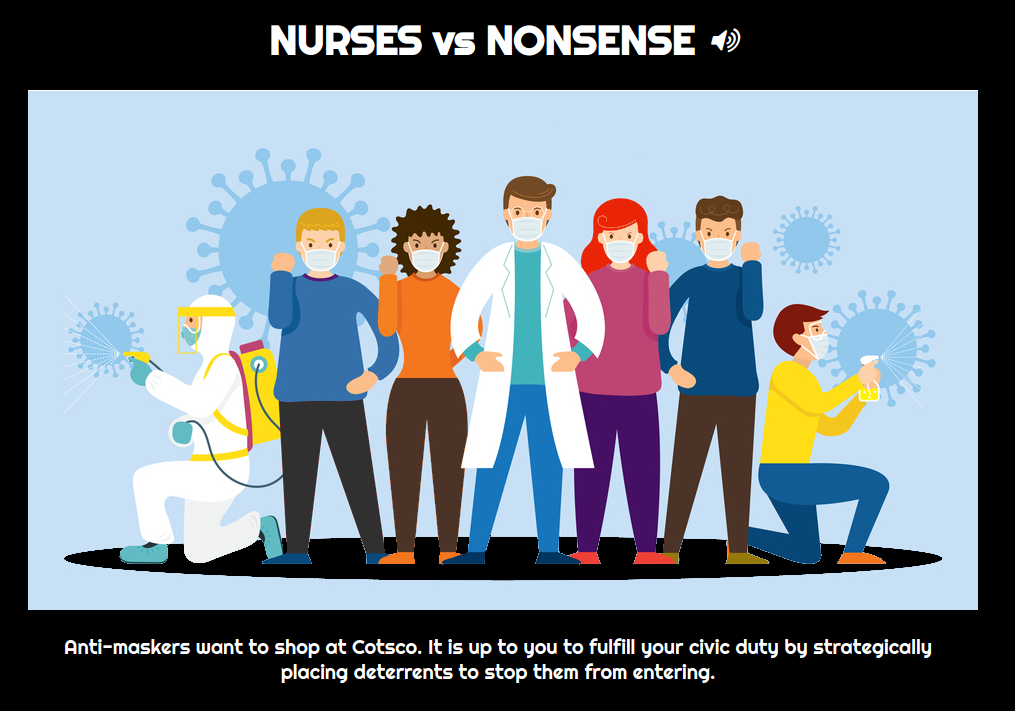 NURSES vs NONSENSE
Anti-maskers want to shop at Cotsco. It is up to you to fulfill your civic duty by strategically
placing deterrents to stop them from entering.